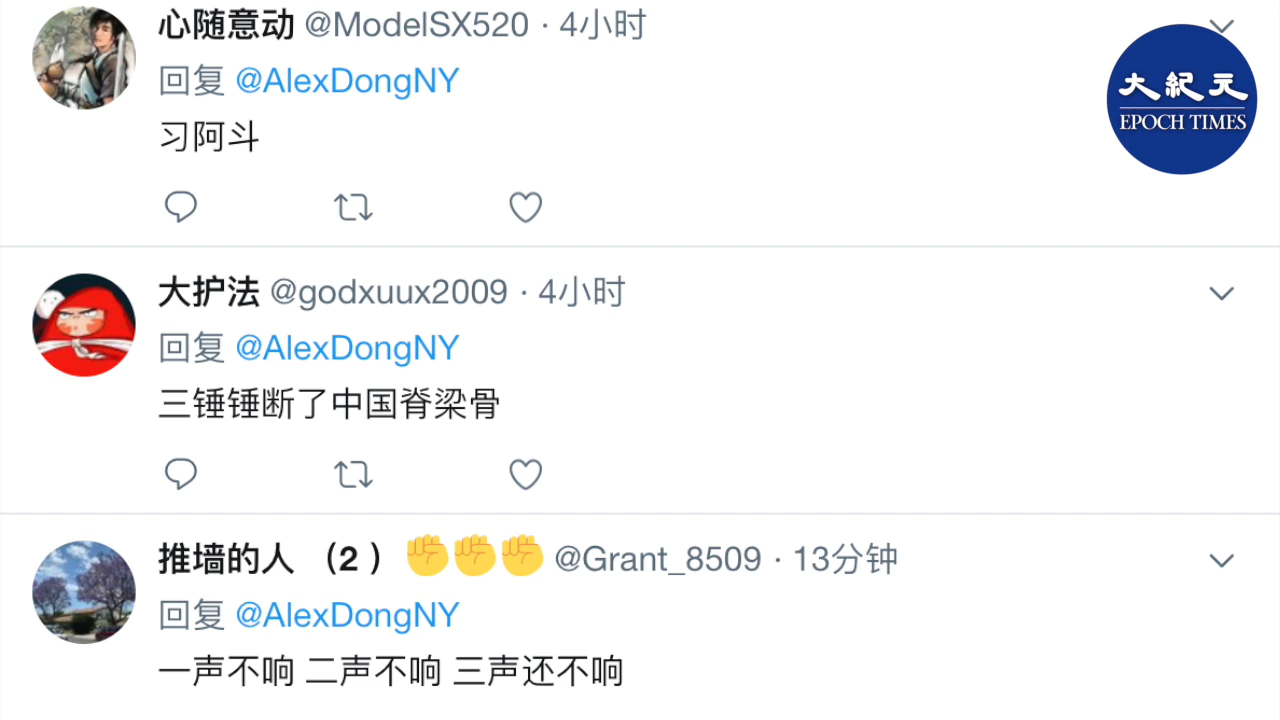 心随意动 @ModelSX520 · 4小时
回复 @AlexDongNY
习阿斗
大紀元
EPOCH TIMES
大护法 @godxuux2009 · 4小时
回复 @AlexDongNY
三锤锤断了中国脊梁骨
推墙的人 （2 ）✊✊✊ @Grant_8509 · 13分钟
回复 @AlexDongNY
一声不响 二声不响 三声还不响